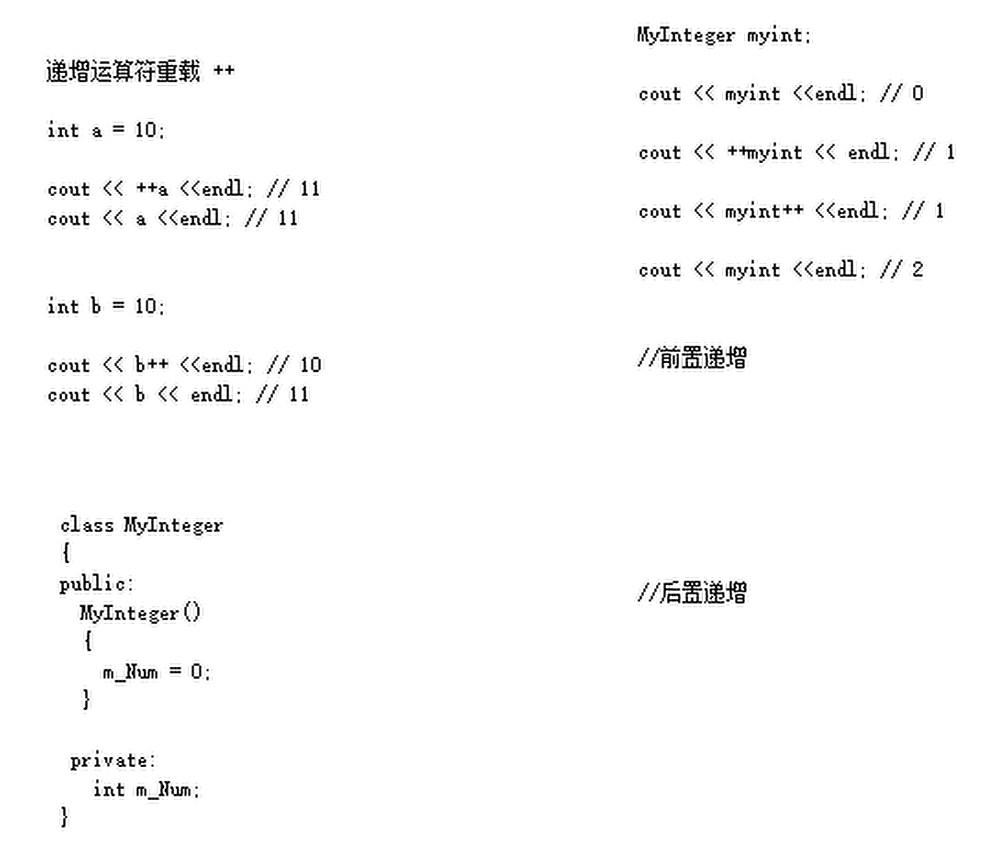 递增运算符重载 ++
int a = 10;
cout << ++a <<endl; // 11
cout << a <<endl; // 11
int b = 10;
cout << b++ <<endl; // 10
cout << b << endl; // 11
class MyInteger
{
public:
MyInteger()
{
m_Num = 0;
}
private:
int m_Num;
}
MyInteger myint;
cout << myint <<endl; // 0
cout << ++myint << endl; // 1
cout << myint++ <<endl; // 1
cout << myint <<endl; // 2
//前置递增
//后置递增